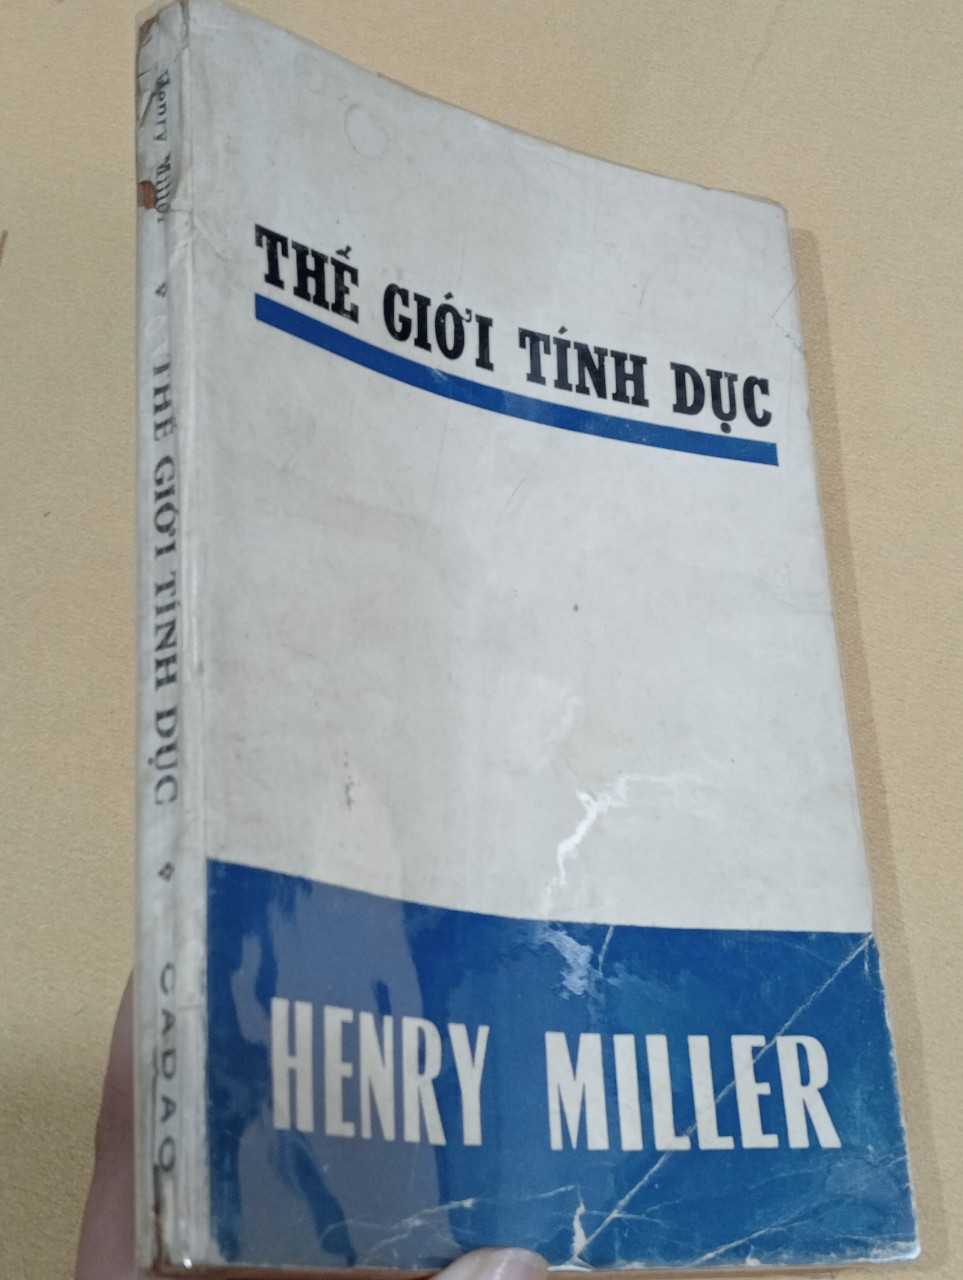 THẾ GIỚI TÍNH DỤC
HENRY MILLER
Henry Miller
THẾ GIỚI TÍNH DỤC
CADAO